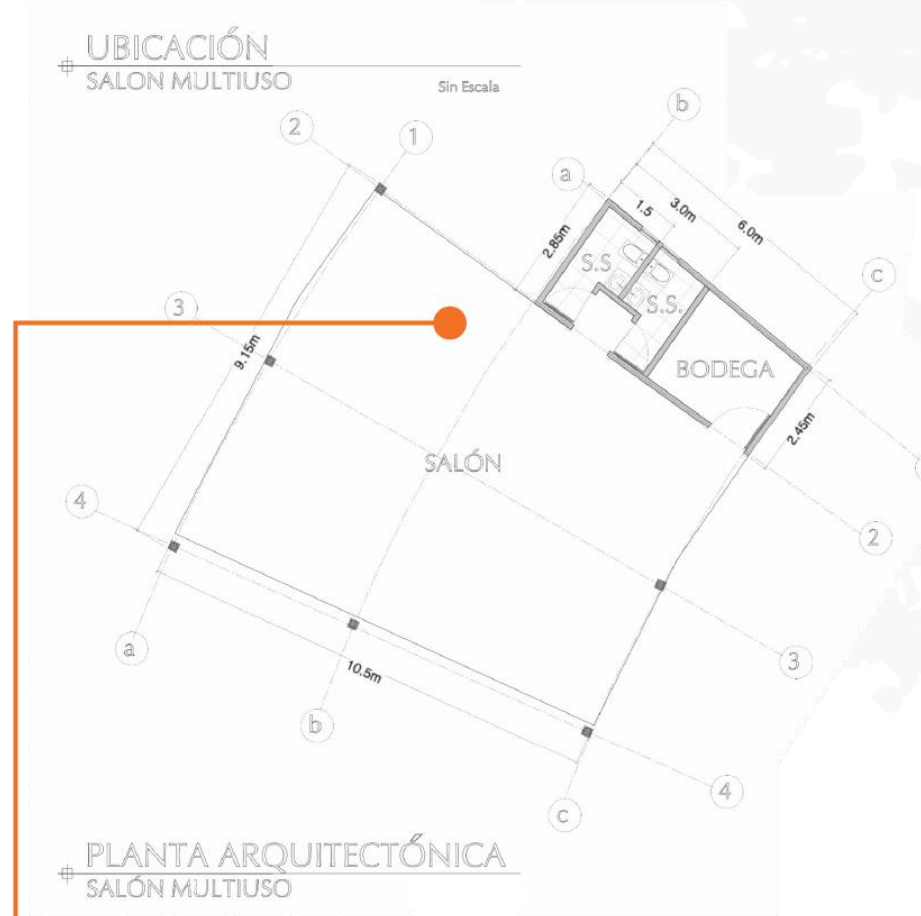 UBICACIÓN
SALON MULTIUSO
Sin Escala
b
2
1
a
1.5
3.0m
6.0m
2.85m
S.S
S.S.
c
3
9.15m
BODEGA
2.45m
SALÓN
4
2
a
10.5m
3
b
4
c
PLANTA ARQUITECTÓNICA
SALÓN MULTIUSO